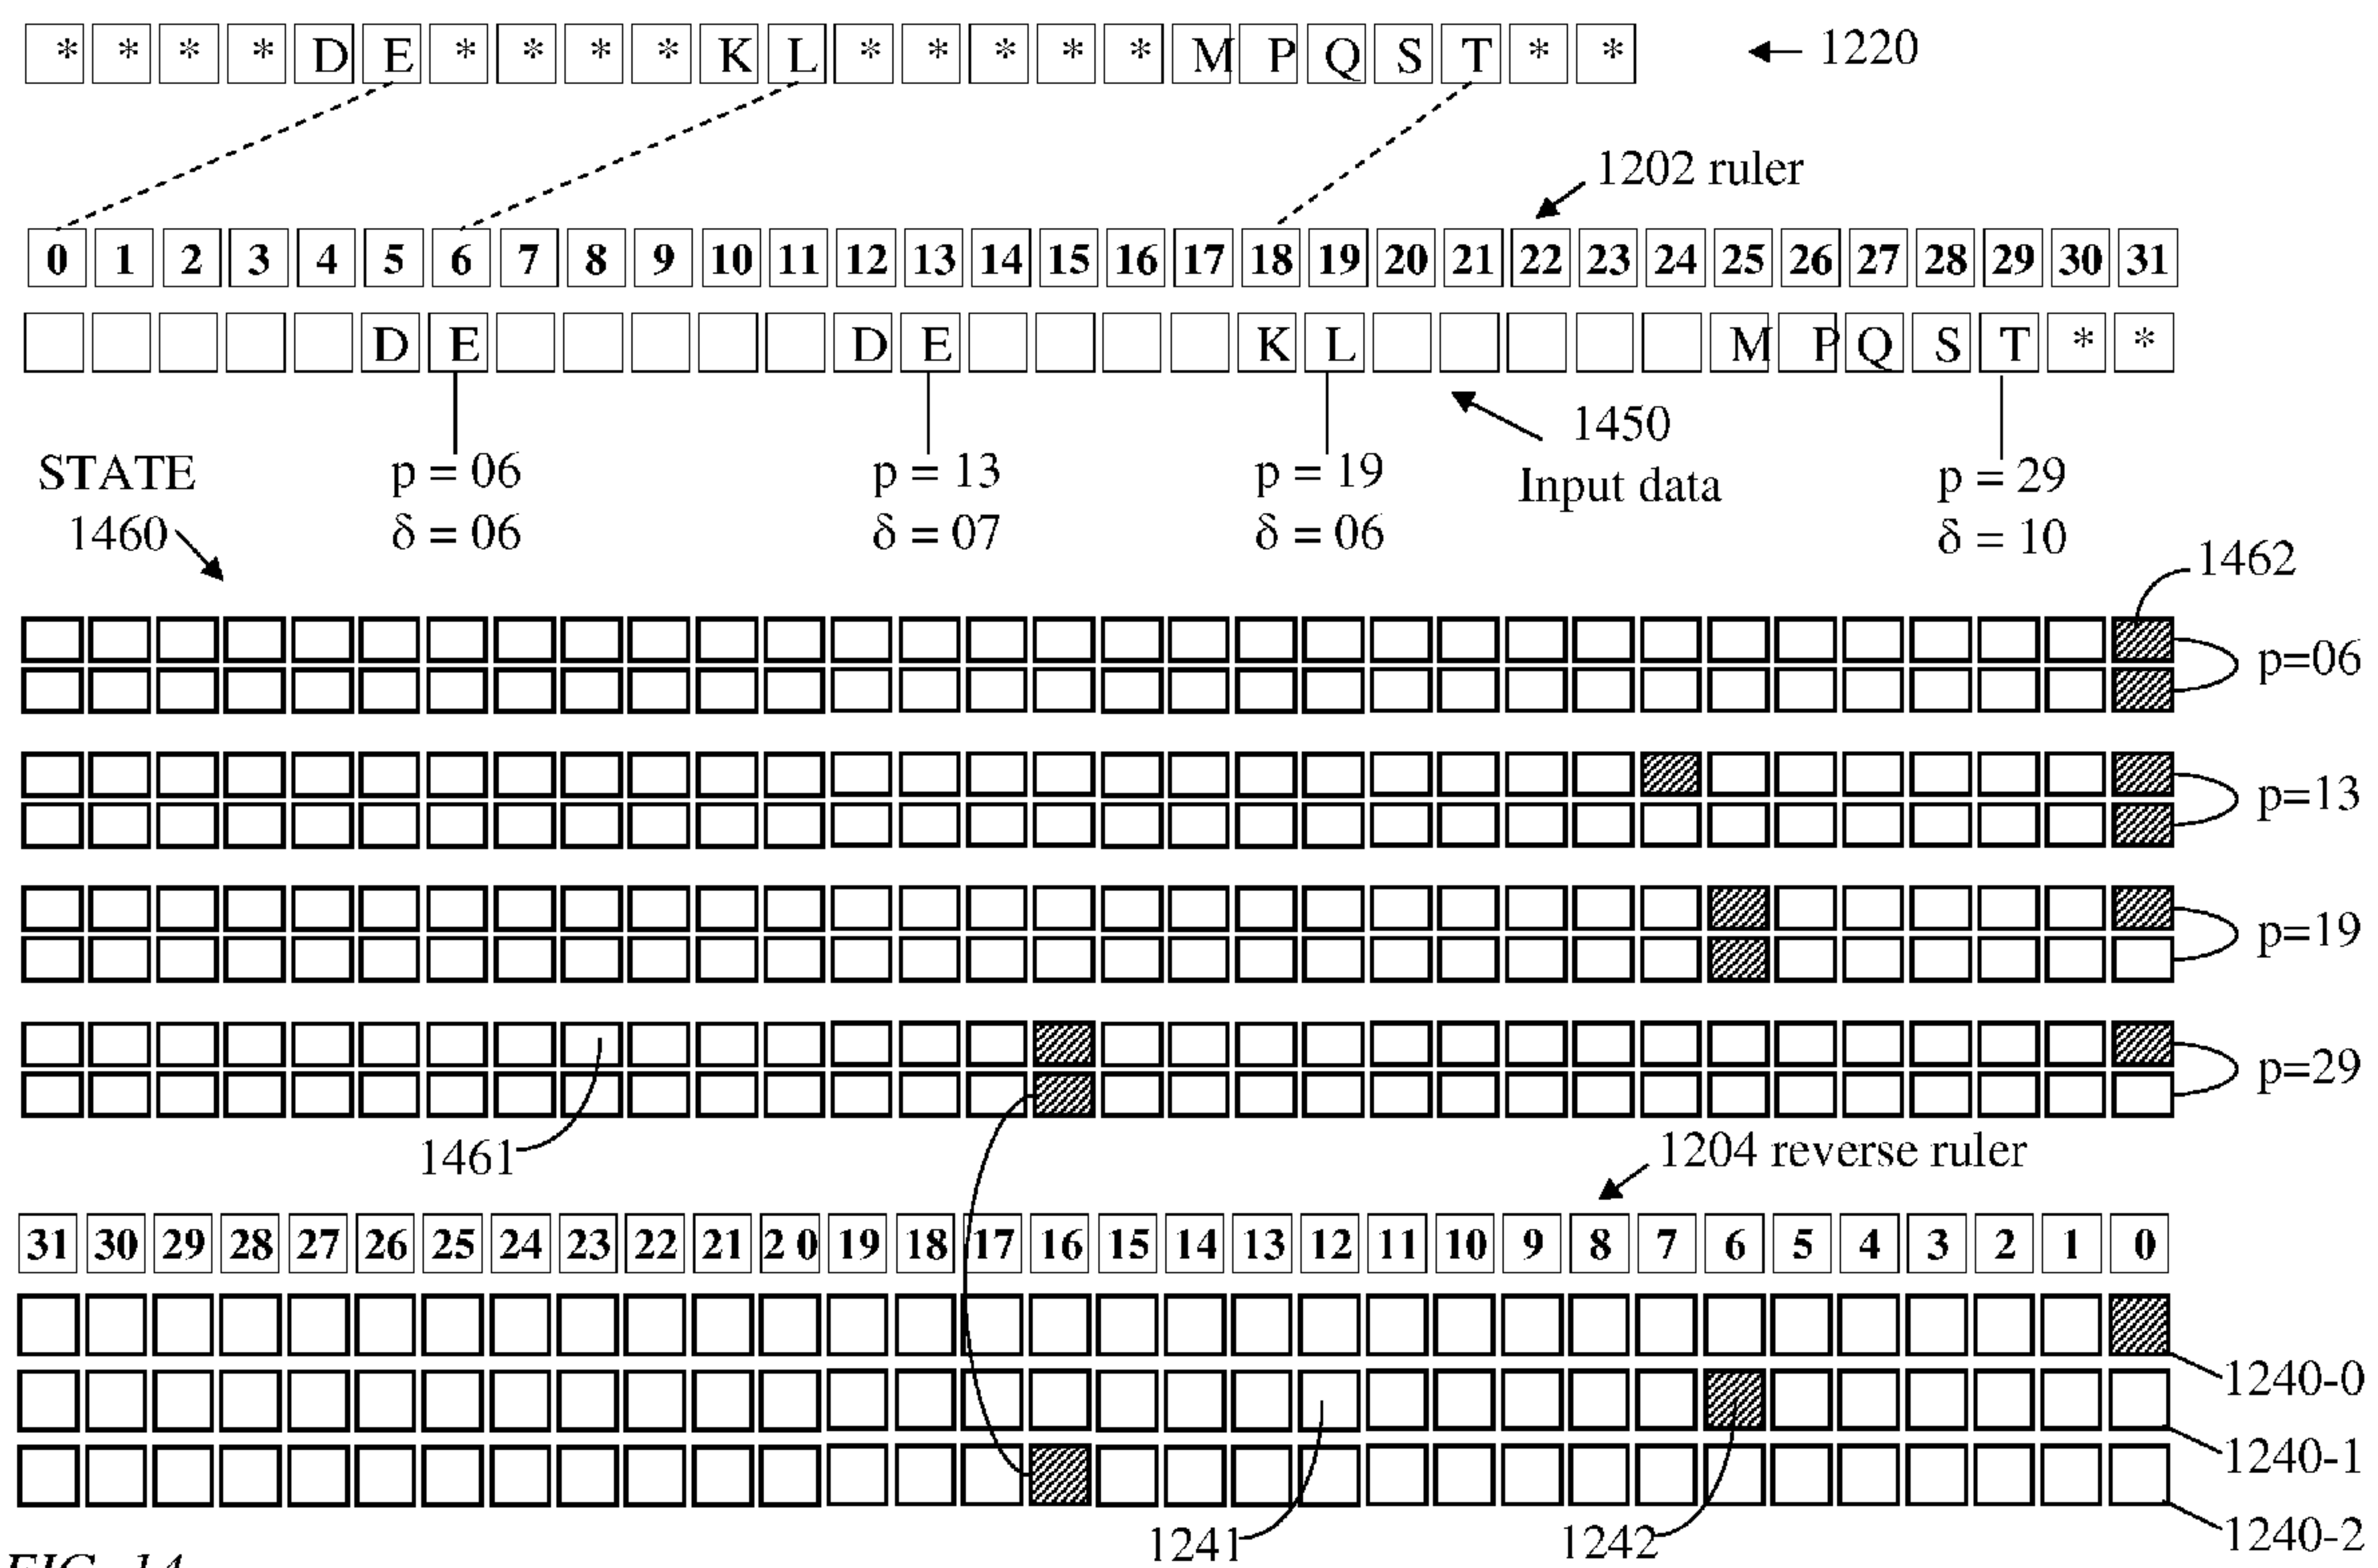 * * * * D E * * * * K L * * * * * M P Q S T * * 1220
1202 ruler
0 1 2 3 4 5 6 7 8 9 10 11 12 13 14 15 16 17 18 19 20 21 22 23 24 25 26 27 28 29 30 31
D E D E K L M P Q S T * *
1450
Input data
STATE
1460
p = 06
δ = 06
p = 13
δ = 07
p = 19
δ = 06
p = 29
δ = 10
1462
p=06
p=13
p=19
p=29
1461
1204 reverse ruler
31 30 29 28 27 26 25 24 23 22 21 2 0 19 18 17 16 15 14 13 12 11 10 9 8 7 6 5 4 3 2 1 0
1240-0
1240-1
1240-2
1241
1242
FIG. 14